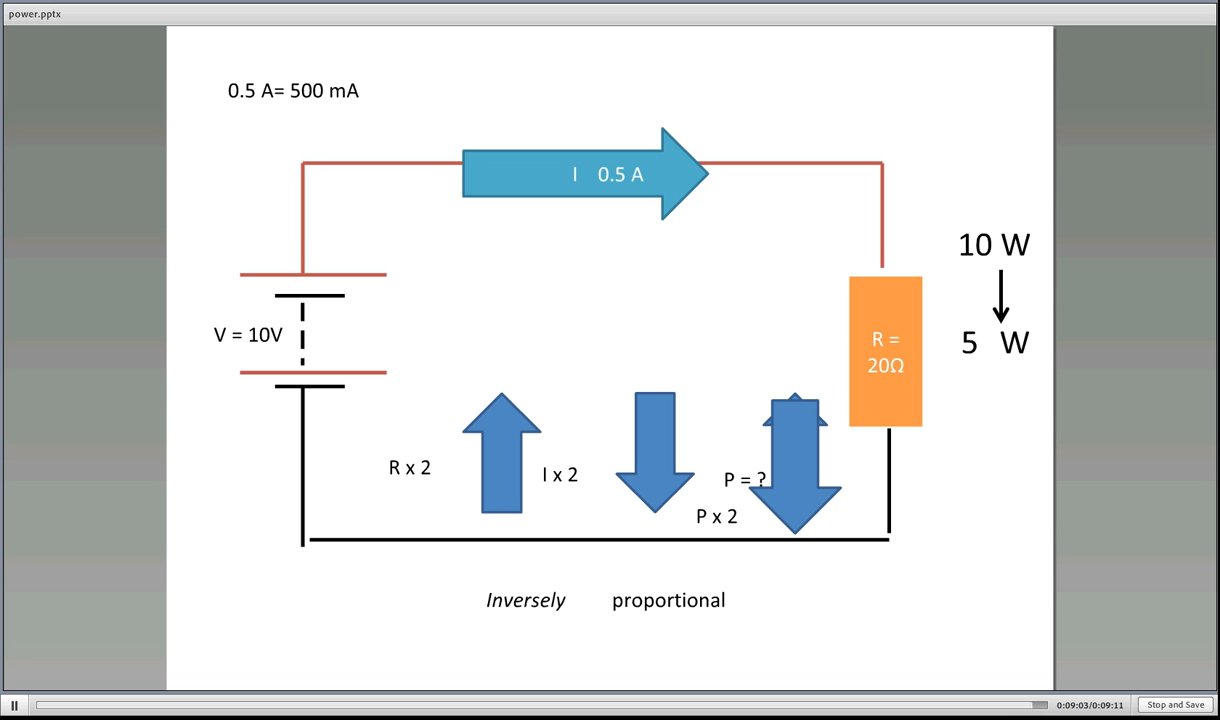 power.pptx
0.5 A= 500 mA
I 0.5 A
10 W
5 W
V = 10V
R =
20Ω
R x 2
I x 2
P = ?
P x 2
Inversely proportional
0:09:03/0:09:11
Stop and Save